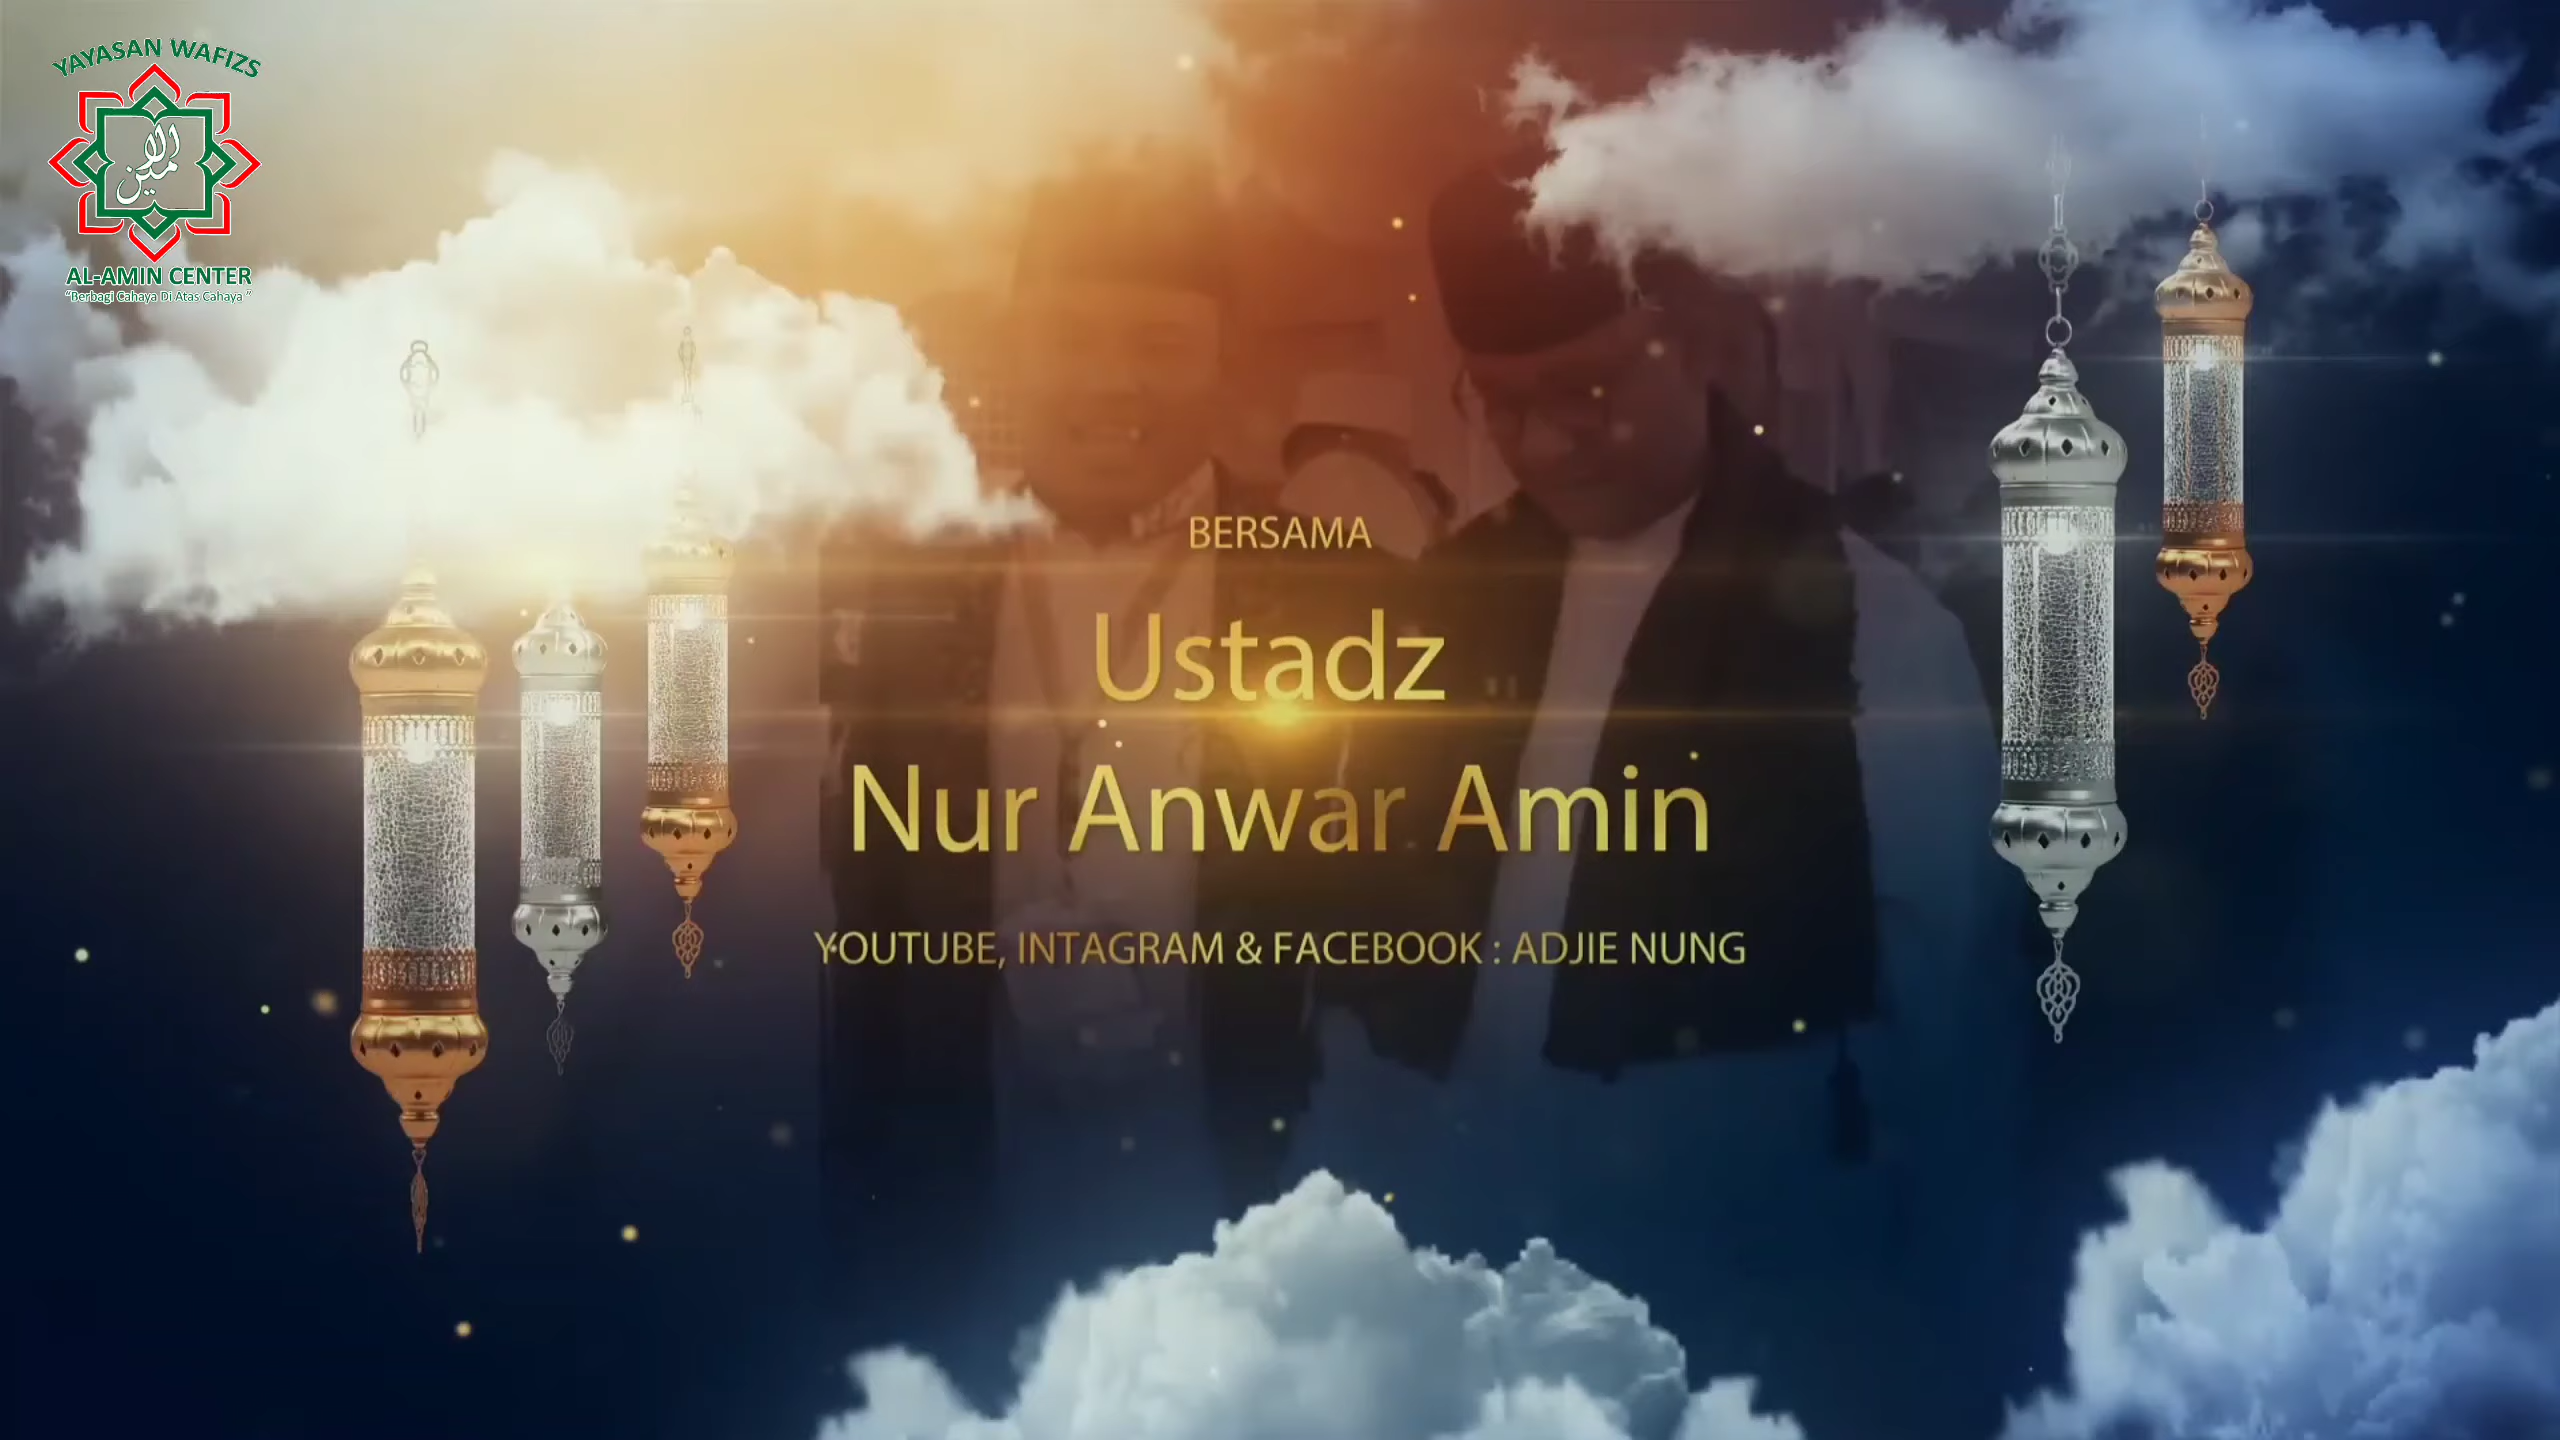 YAYASAN WAFIZS
الامين
AL-AMIN CENTER
"Berbagi Cahaya Di Atas Cahaya"
BERSAMA
Ustadz
Nur Anwar Amin
YOUTUBE, INTAGRAM & FACEBOOK : ADJIE NUNG